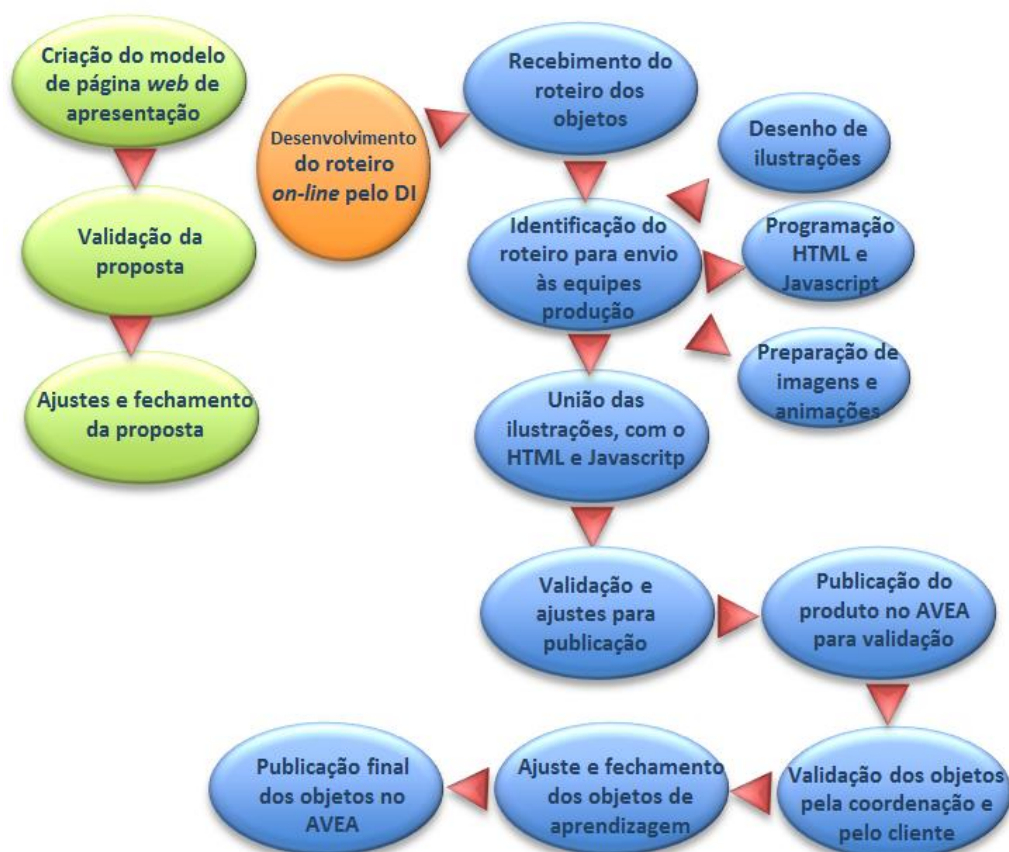 Criação do modelo
de página web de
apresentação
Validação da
proposta
Ajustes e fechamento
da proposta
Desenvolvimento
do roteiro
on-line pelo DI
Recebimento do
roteiro dos
objetos
Identificação do
roteiro para envio
às equipes
produção
Desenho de
ilustrações
Programação
HTML e
Javascript
Preparação de
imagens e
animações
União das
ilustrações, com o
HTML e Javascritp
Validação e
ajustes para
publicação
Publicação do
produto no AVEA
para validação
Validação dos objetos
pela coordenação e
pelo cliente
Ajuste e fechamento
dos objetos de
aprendizagem
Publicação final
dos objetos no
AVEA